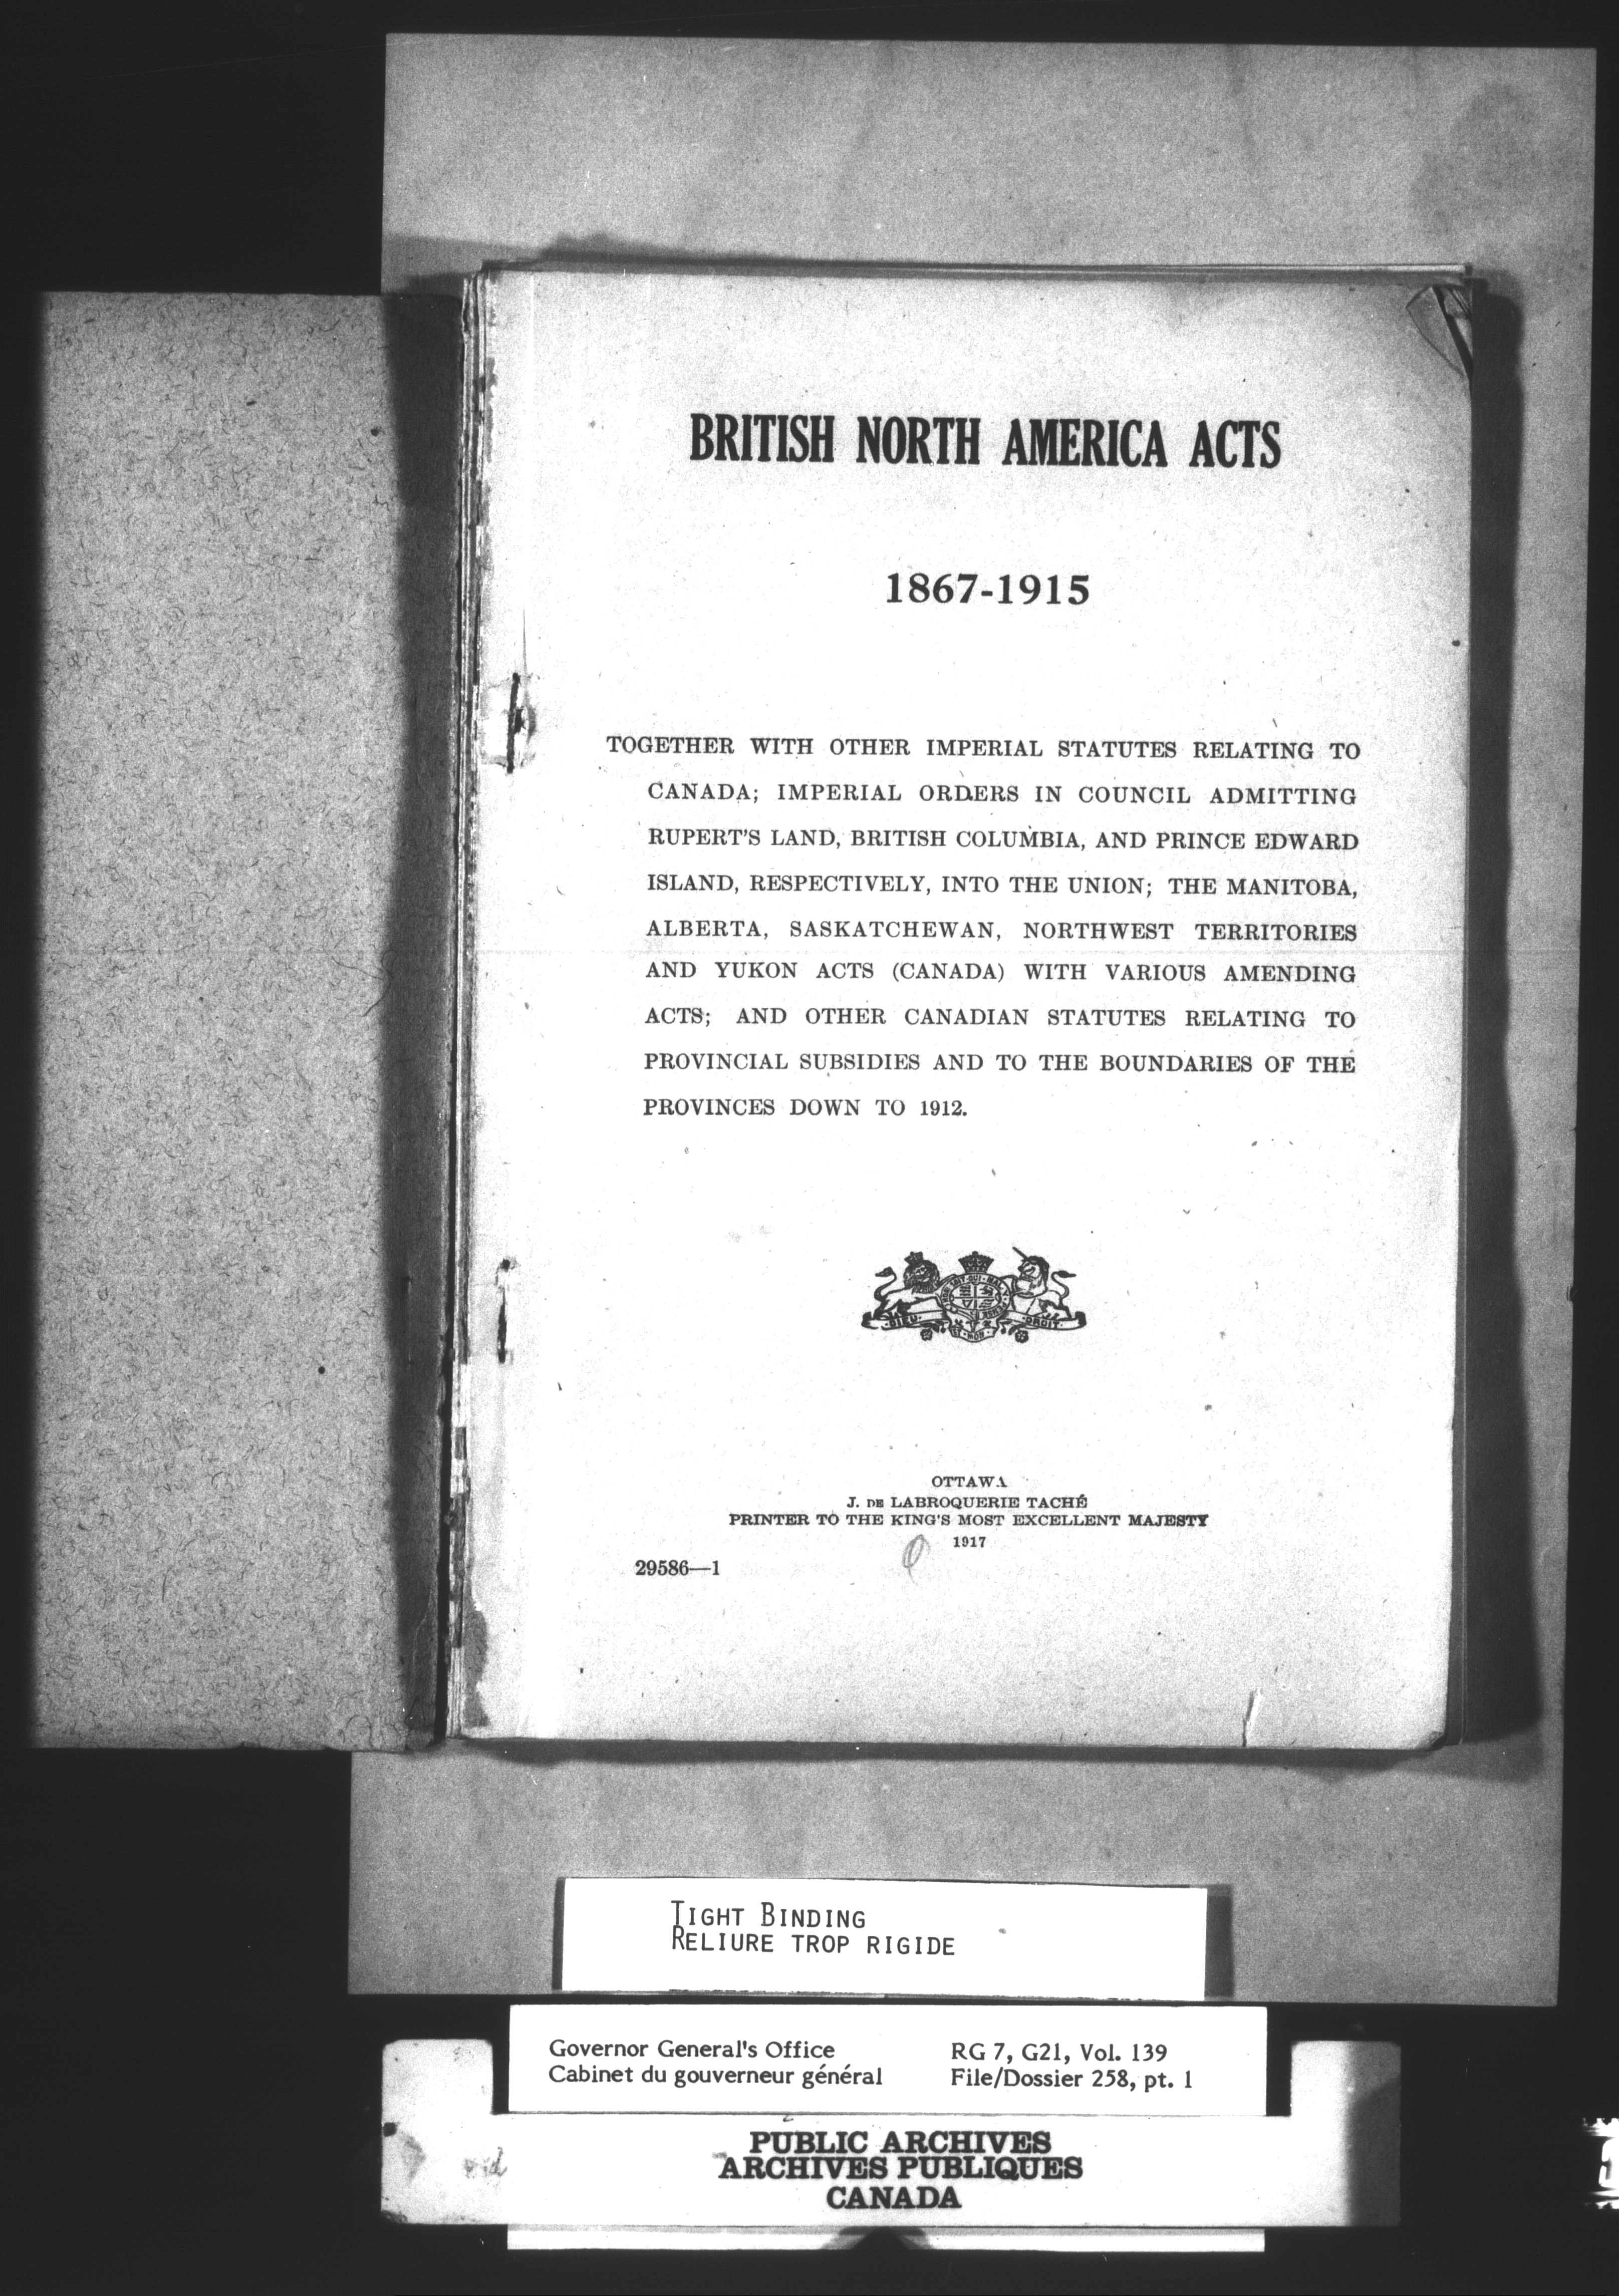 BRITISH NORTH AMERICA ACTS
1867-1915
TOGETHER WITH OTHER IMPERIAL STATUTES RELATING TO
CANADA; IMPERIAL ORDERS IN COUNCIL ADMITTING
RUPERT'S LAND, BRITISH COLUMBIA, AND PRINCE EDWARD
ISLAND, RESPECTIVELY, INTO THE UNION; THE MANITOBA,
ALBERTA, SASKATCHEWAN, NORTHWEST TERRITORIES
AND YUKON ACTS (CANADA) WITH VARIOUS AMENDING
ACTS; AND OTHER CANADIAN STATUTES RELATING TO
PROVINCIAL SUBSIDIES AND TO THE BOUNDARIES OF THE
PROVINCES DOWN TO 1912.
DIEU ET MON DROIT
OTTAWA
J. DE LABROQUERIE TACHÉ
PRINTER TO THE KING'S MOST EXCELLENT MAJESTY
1917
29586—1
TIGHT BINDING
RELIURE TROP RIGIDE
Governor General's Office RG 7, G21, Vol. 139
Cabinet du gouverneur général File/Dossier 258, pt. 1
PUBLIC ARCHIVES
ARCHIVES PUBLIQUES
CANADA